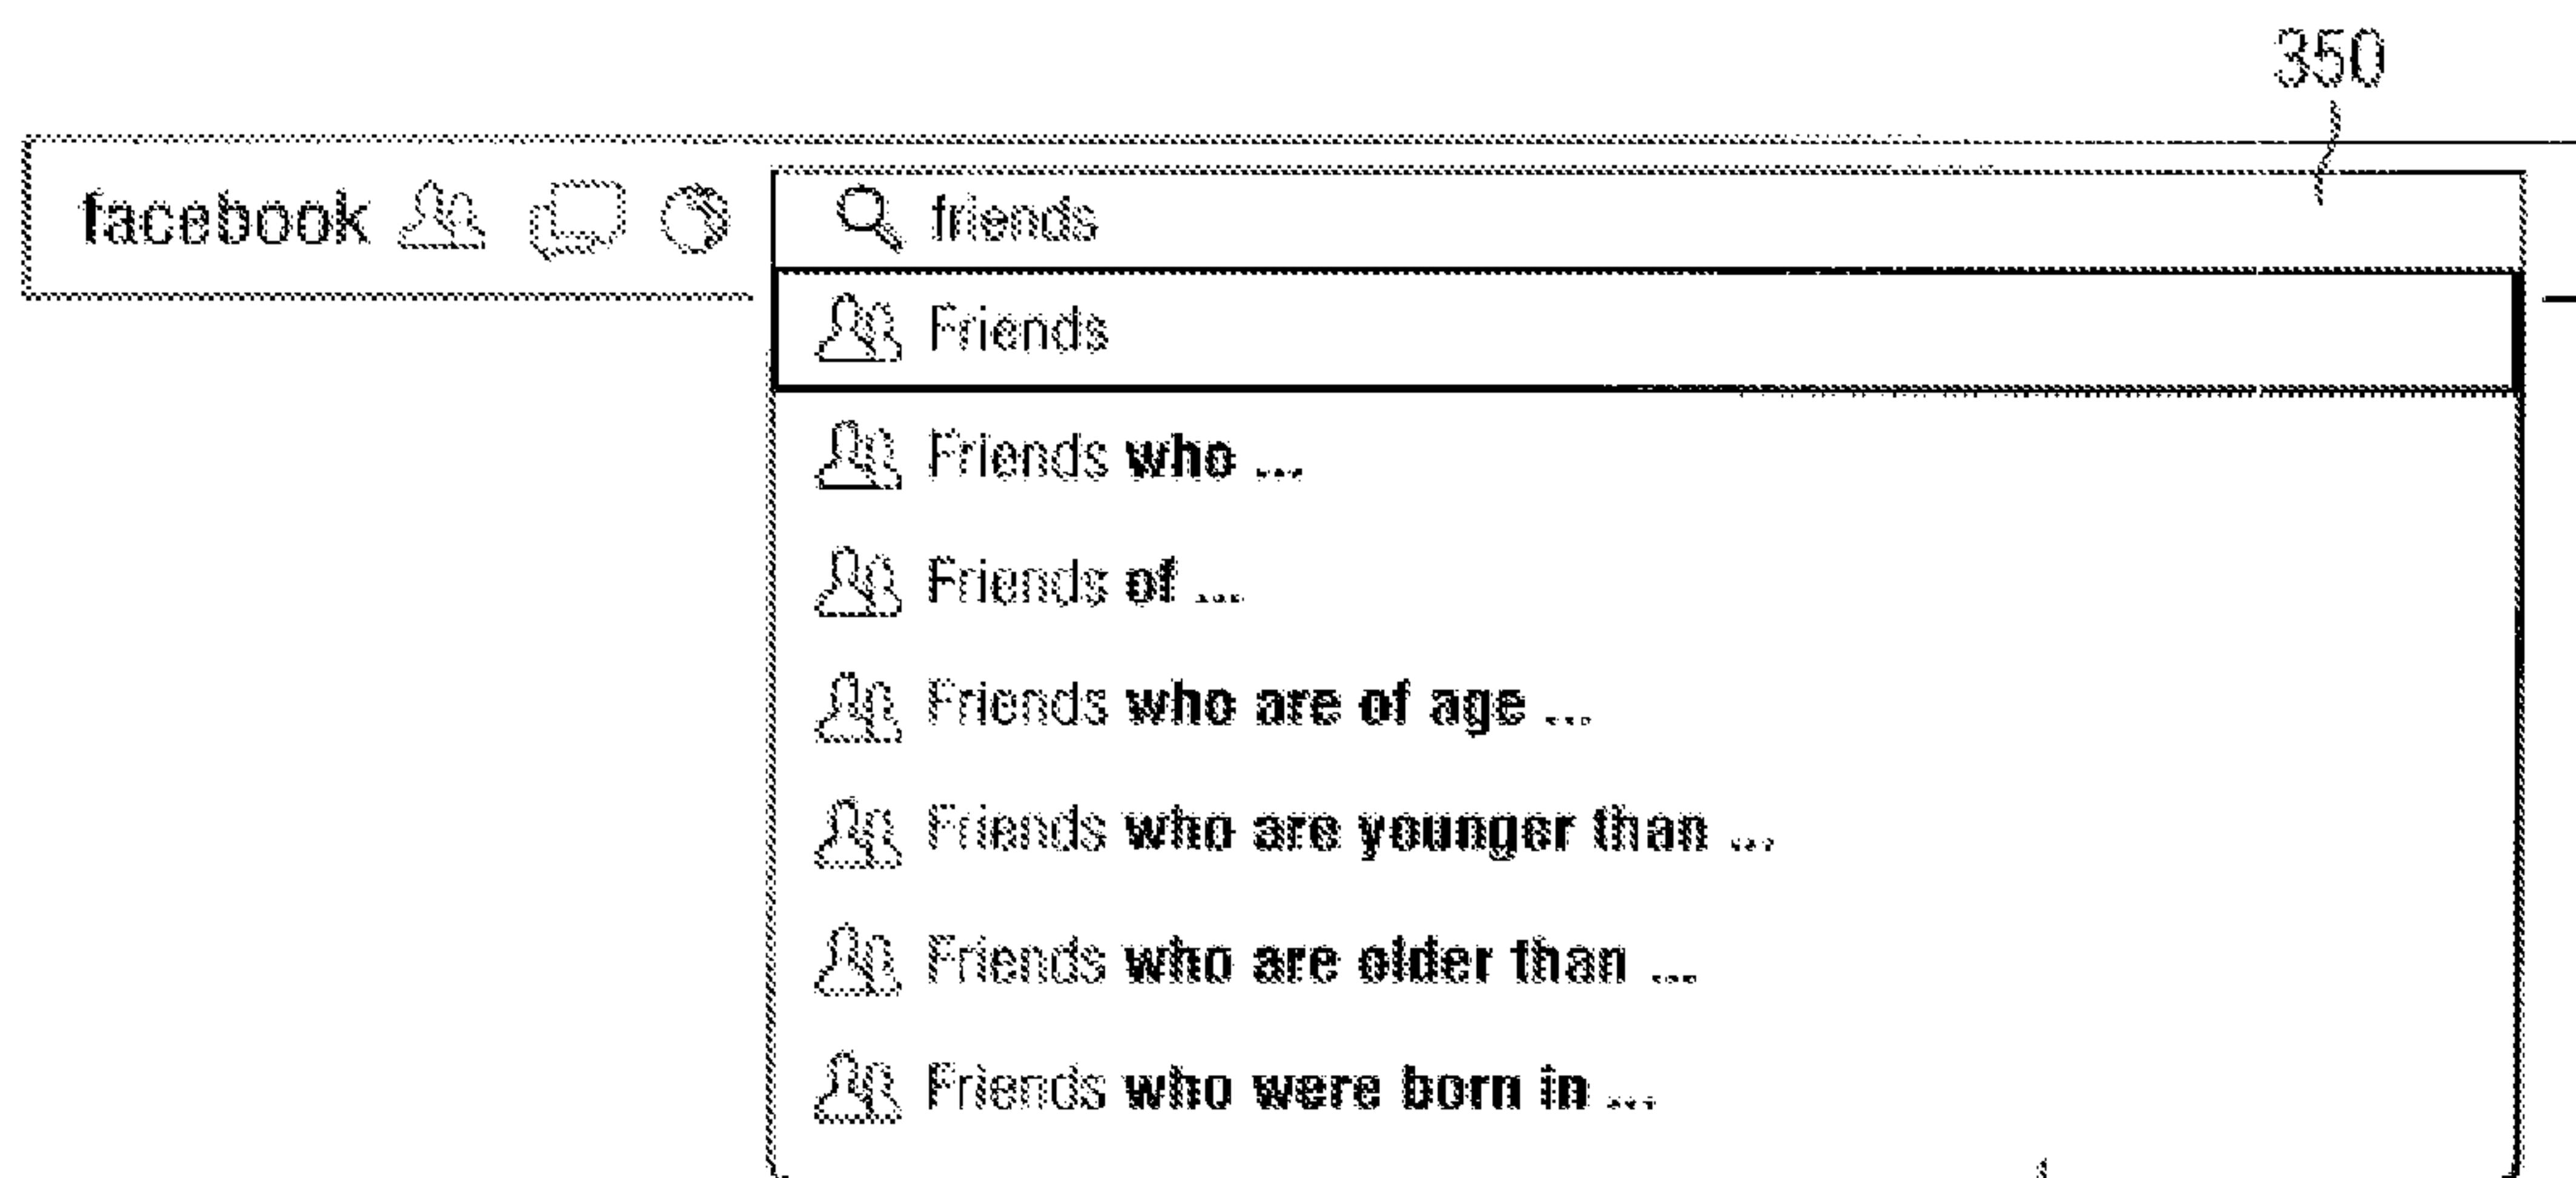 350
facebook friends
Friends
Friends who ...
Friends of ...
Friends who are of age ...
Friends who are younger than ...
Friends who are older than ...
Friends who were born in ...